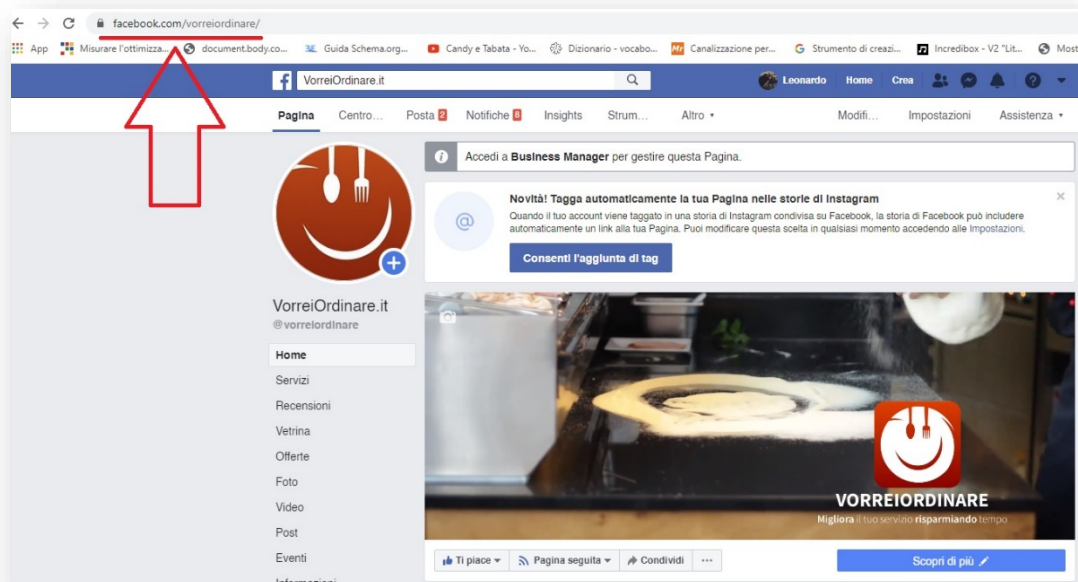 facebook.com/vorreiordinare/
App Misurare l'ottimizza... document.body.co... Guida Schema.org... Candy e Tabata - Yo... Dizionario - vocabo... Canalizzazione per... Strumento di creazi... Incredibox - V2 "Lit... Most
VorreiOrdinare.it Leonardo Home Crea
Pagina Centro... Posta 2 Notifiche 8 Insights Strum... Altro Modifi... Impostazioni Assistenza
Accedi a Business Manager per gestire questa Pagina.
Novità! Tagga automaticamente la tua Pagina nelle storie di Instagram
Quando il tuo account viene taggato in una storia di Instagram condivisa su Facebook, la storia di Facebook può includere
automaticamente un link alla tua Pagina. Puoi modificare questa scelta in qualsiasi momento accedendo alle Impostazioni.
Consenti l'aggiunta di tag
VorreiOrdinare.it
@vorreiordinare
Home
Servizi
Recensioni
Vetrina
Offerte
Foto
Video
Post
Eventi
Informazioni
VORREIORDINARE
Migliora il tuo servizio risparmiando tempo
Ti piace Pagina seguita Condividi ... Scopri di più